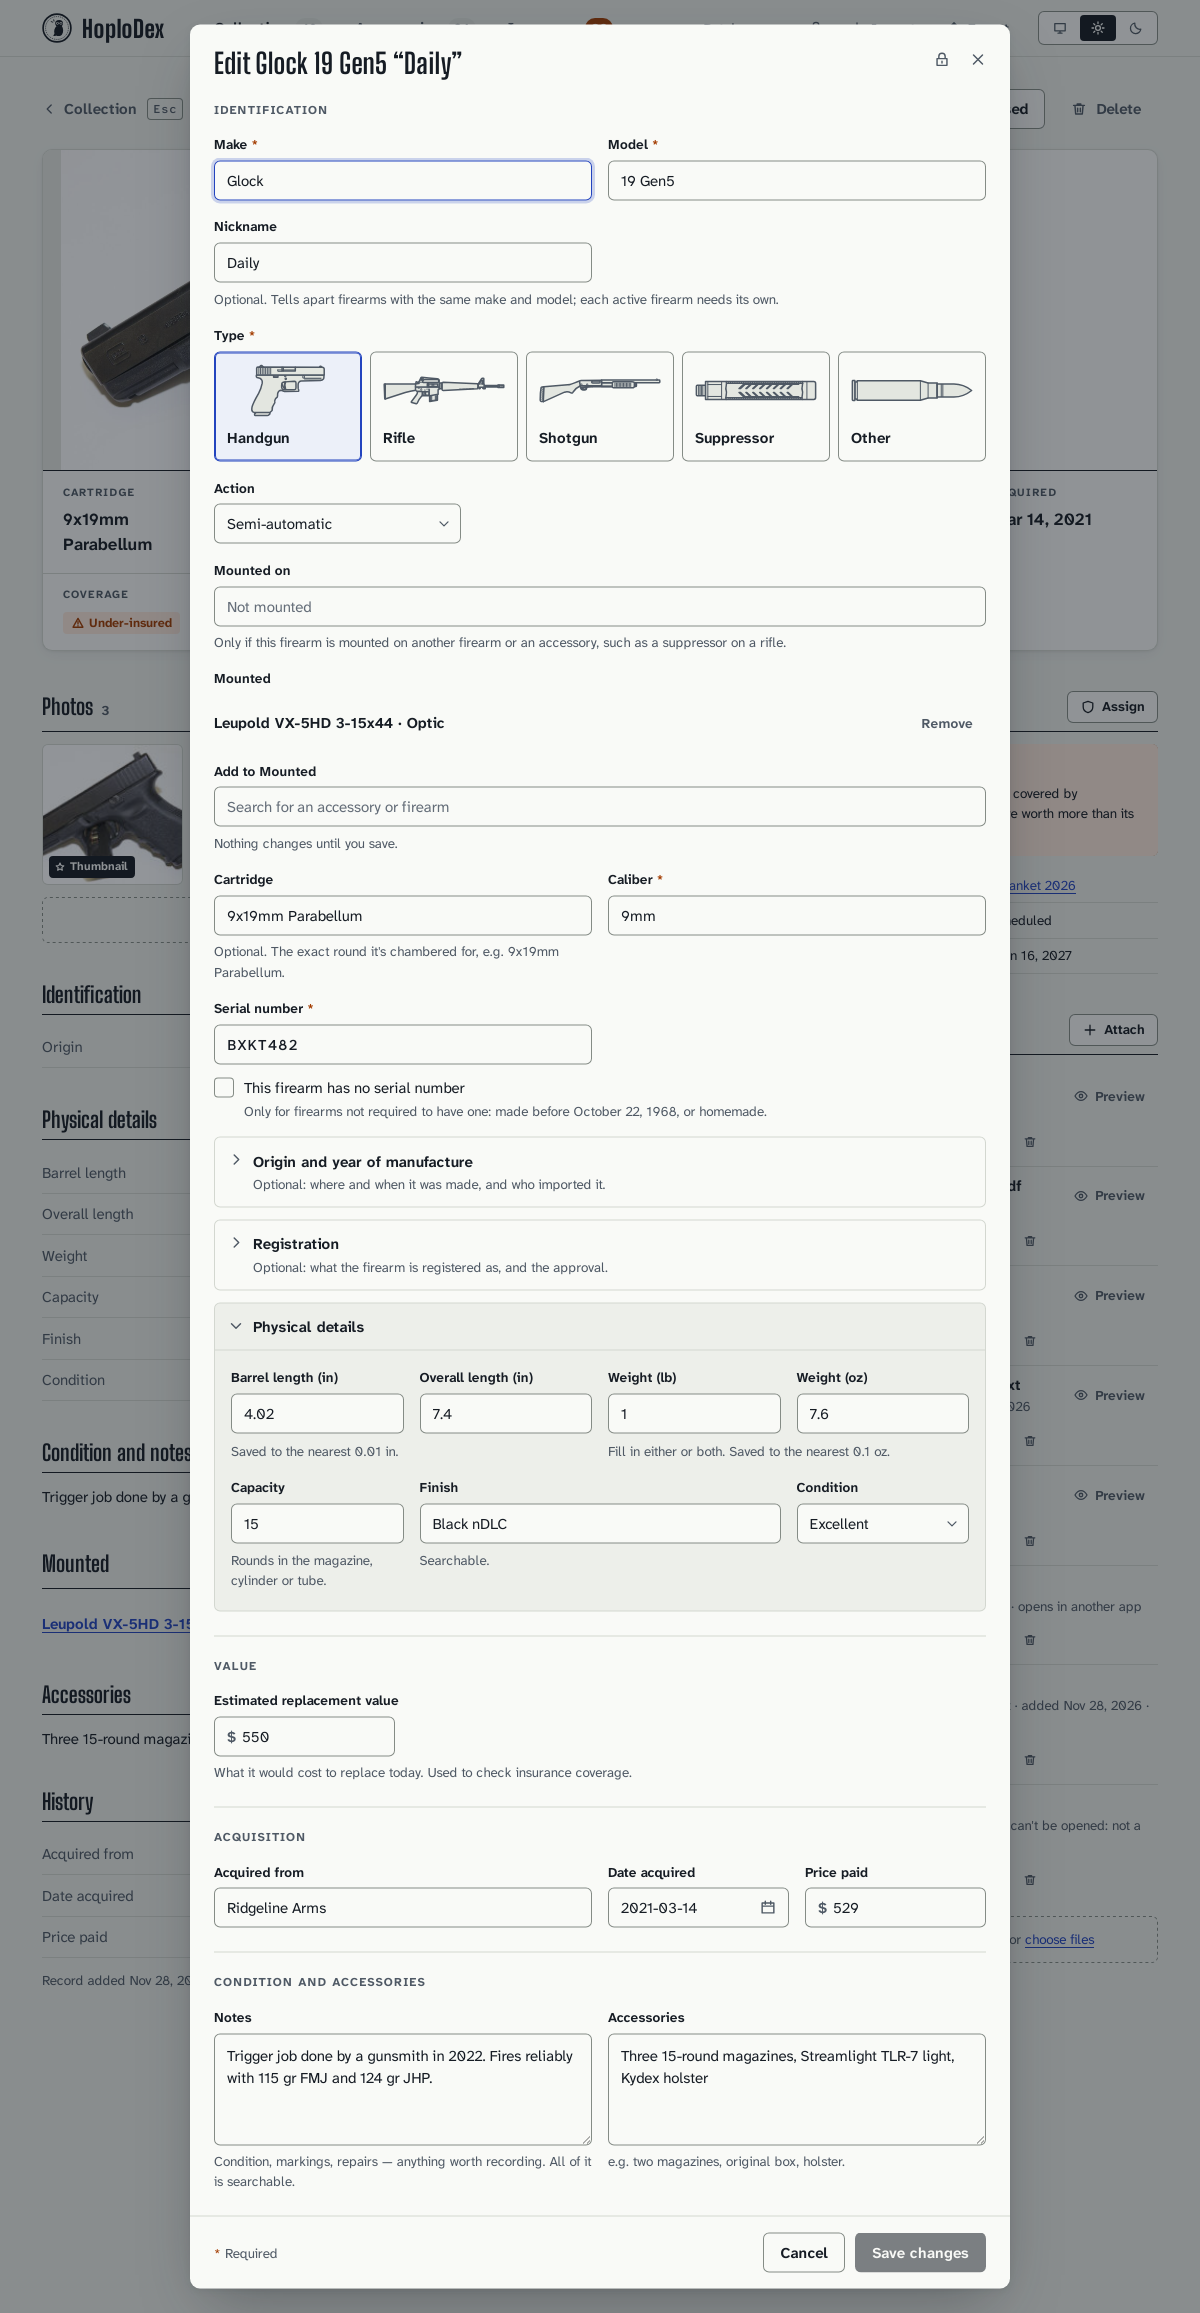 HoploDex
Edit Glock 19 Gen5 “Daily”
Collection
Esc
Delete
IDENTIFICATION
Make *
Model *
Glock
19 Gen5
Nickname
Daily
Optional. Tells apart firearms with the same make and model; each active firearm needs its own.
Type *
Handgun
Rifle
Shotgun
Suppressor
Other
CARTRIDGE
9x19mm
Parabellum
ar 14, 2021
Action
Semi-automatic
Mounted on
Not mounted
COVERAGE
Under-insured
Only if this firearm is mounted on another firearm or an accessory, such as a suppressor on a rifle.
Mounted
Photos 3
Assign
Leupold VX-5HD 3-15x44 · Optic
Remove
Add to Mounted
Search for an accessory or firearm
Nothing changes until you save.
Thumbnail
covered by
e worth more than its
anket 2026
eduled
n 16, 2027
Cartridge
Caliber *
9x19mm Parabellum
9mm
Optional. The exact round it's chambered for, e.g. 9x19mm
Parabellum.
Serial number *
BXKT482
This firearm has no serial number
Only for firearms not required to have one: made before October 22, 1968, or homemade.
Identification
Origin
Attach
Preview
Origin and year of manufacture
Optional: where and when it was made, and who imported it.
Registration
Optional: what the firearm is registered as, and the approval.
Physical details
Barrel length
Overall length
Weight
Capacity
Finish
Condition
df
Preview
Preview
xt
026
Preview
Preview
Physical details
Barrel length (in)
Overall length (in)
Weight (lb)
Weight (oz)
4.02
7.4
1
7.6
Saved to the nearest 0.01 in.
Fill in either or both. Saved to the nearest 0.1 oz.
Capacity
Finish
Condition
15
Black nDLC
Excellent
Rounds in the magazine,
cylinder or tube.
Searchable.
Condition and notes
Trigger job done by a g
Mounted
Leupold VX-5HD 3-15
· opens in another app
VALUE
Estimated replacement value
$ 550
What it would cost to replace today. Used to check insurance coverage.
Accessories
Three 15-round magazi
· added Nov 28, 2026 ·
History
Acquired from
Date acquired
Price paid
Record added Nov 28, 20
can't be opened: not a
or choose files
ACQUISITION
Acquired from
Date acquired
Price paid
Ridgeline Arms
2021-03-14
$ 529
CONDITION AND ACCESSORIES
Notes
Accessories
Trigger job done by a gunsmith in 2022. Fires reliably
with 115 gr FMJ and 124 gr JHP.
Three 15-round magazines, Streamlight TLR-7 light,
Kydex holster
Condition, markings, repairs — anything worth recording. All of it
is searchable.
e.g. two magazines, original box, holster.
* Required
Cancel
Save changes